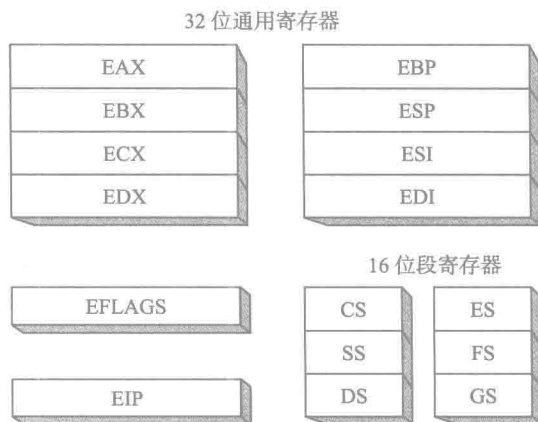 32 位通用寄存器
EAX
EBX
ECX
EDX
EBP
ESP
ESI
EDI
EFLAGS
EIP
16 位段寄存器
CS
SS
DS
ES
FS
GS